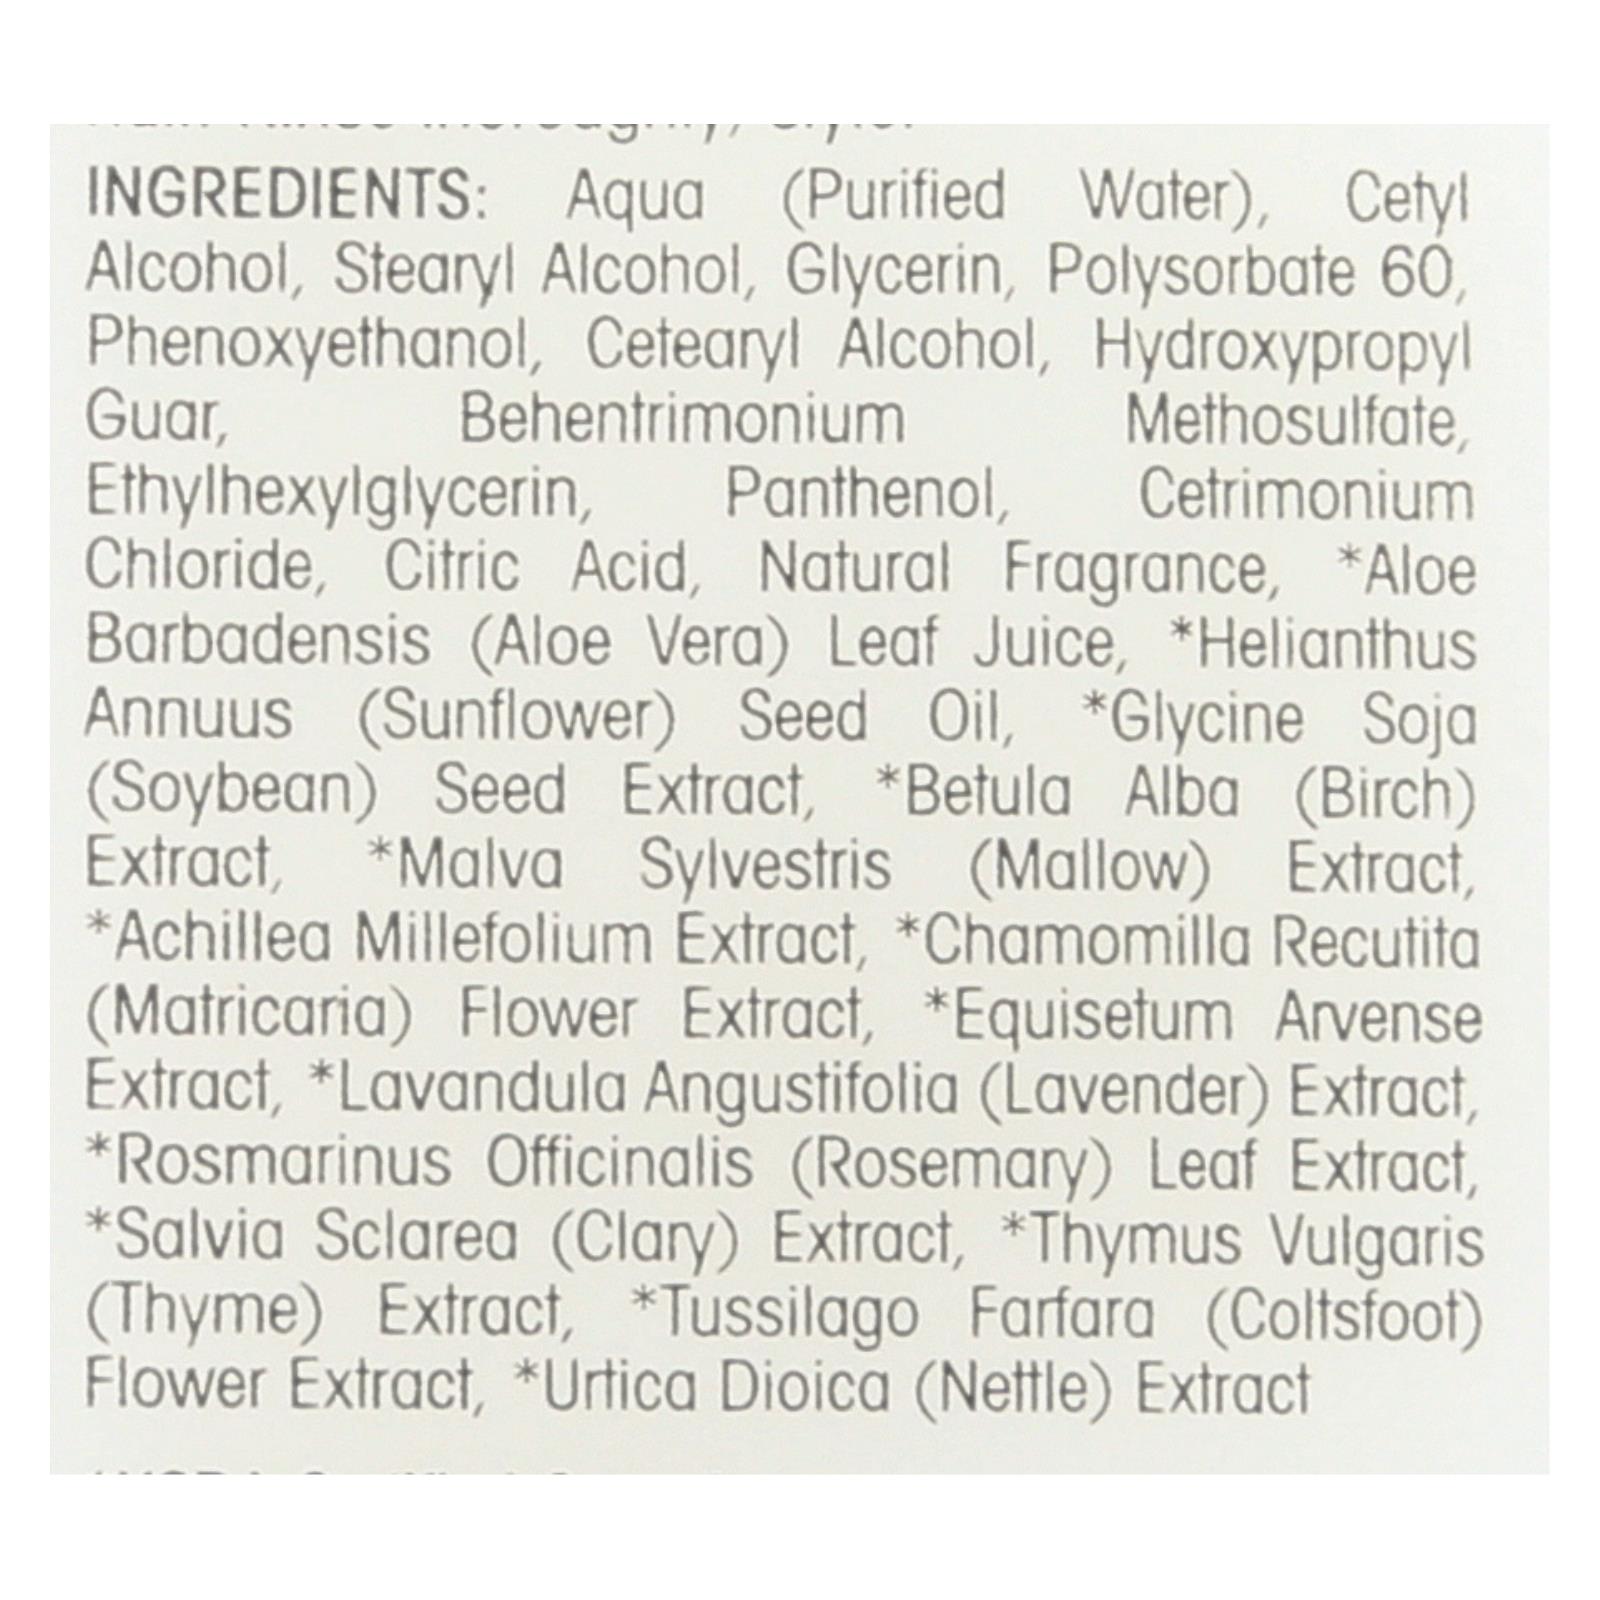 INGREDIENTS: Aqua (Purified Water), Cetyl
Alcohol, Stearyl Alcohol, Glycerin, Polysorbate 60,
Phenoxyethanol, Cetearyl Alcohol, Hydroxypropyl
Guar, Behentrimonium Methosulfate,
Ethylhexylglycerin, Panthenol, Cetrimonium
Chloride, Citric Acid, Natural Fragrance, *Aloe
Barbadensis (Aloe Vera) Leaf Juice, *Helianthus
Annuus (Sunflower) Seed Oil, *Glycine Soja
(Soybean) Seed Extract, *Betula Alba (Birch)
Extract, *Malva Sylvestris (Mallow) Extract,
*Achillea Millefolium Extract, *Chamomilla Recutita
(Matricaria) Flower Extract, *Equisetum Arvense
Extract, *Lavandula Angustifolia (Lavender) Extract,
*Rosmarinus Officinalis (Rosemary) Leaf Extract,
*Salvia Sclarea (Clary) Extract, *Thymus Vulgaris
(Thyme) Extract, *Tussilago Farfara (Coltsfoot)
Flower Extract, *Urtica Dioica (Nettle) Extract